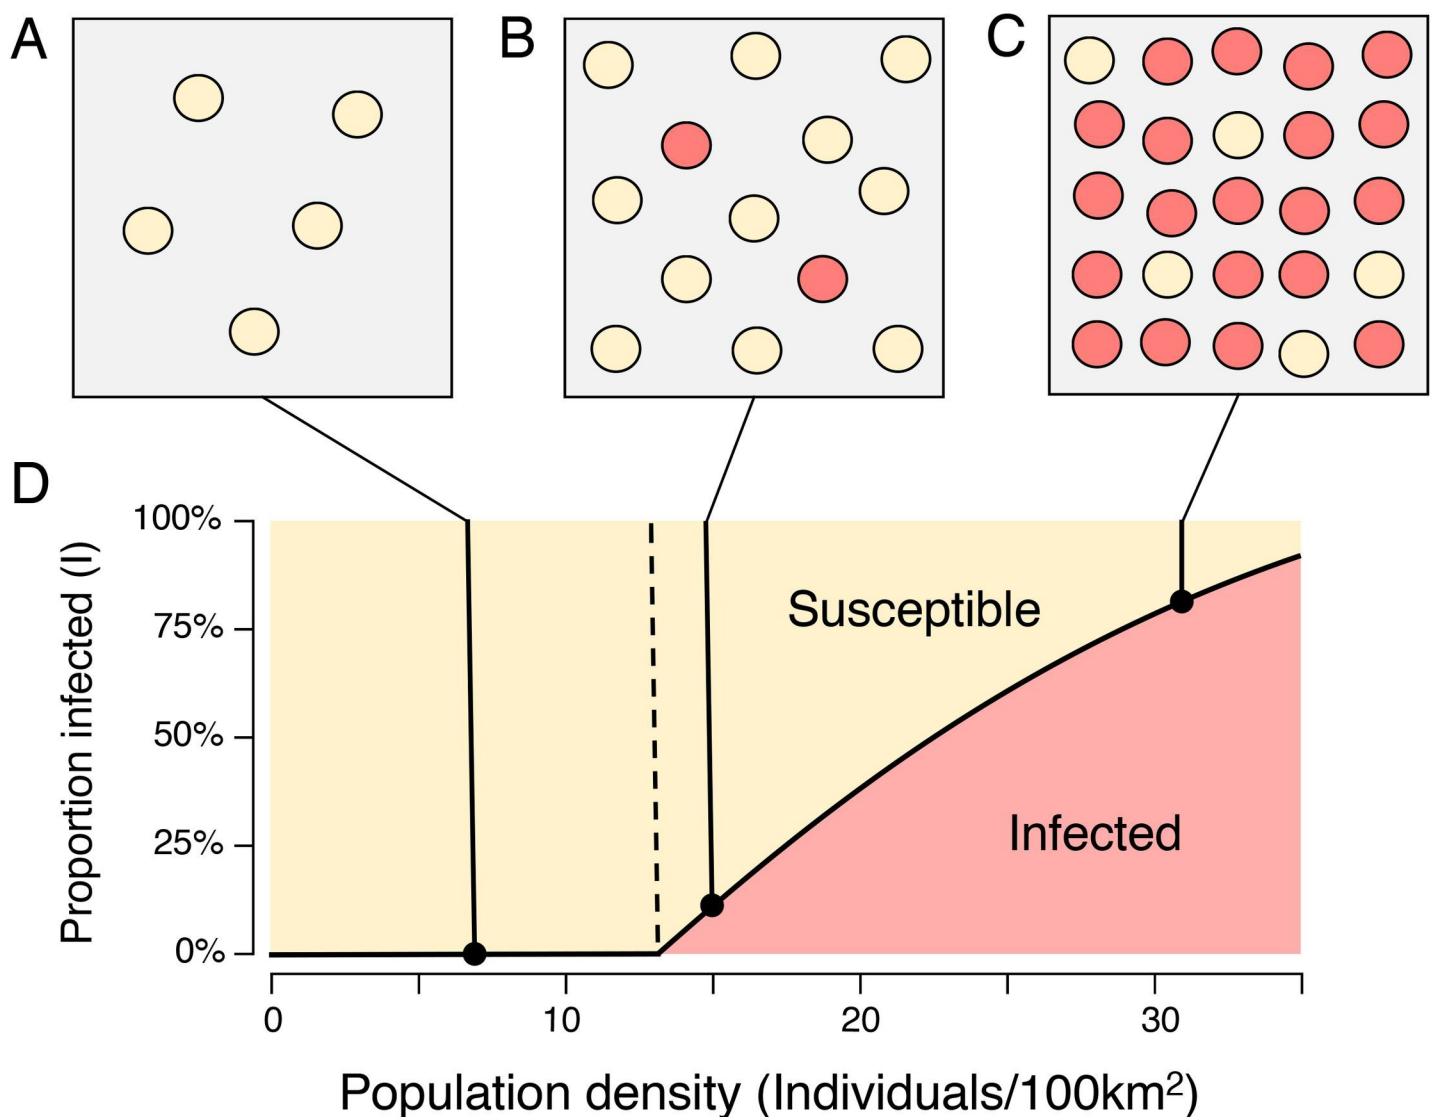 A
B
C
D
100%
75%
50%
25%
0%
Proportion infected (I)
Susceptible
Infected
0
10
20
30
Population density (Individuals/100km²)